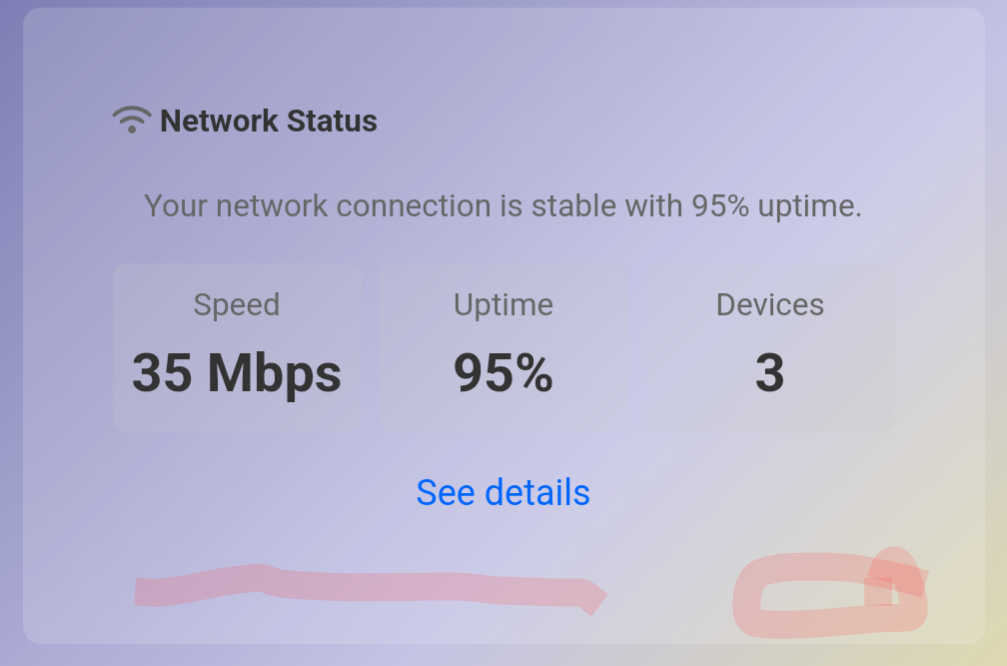 Network Status
Your network connection is stable with 95% uptime.
Speed Uptime Devices
35 Mbps 95% 3
See details